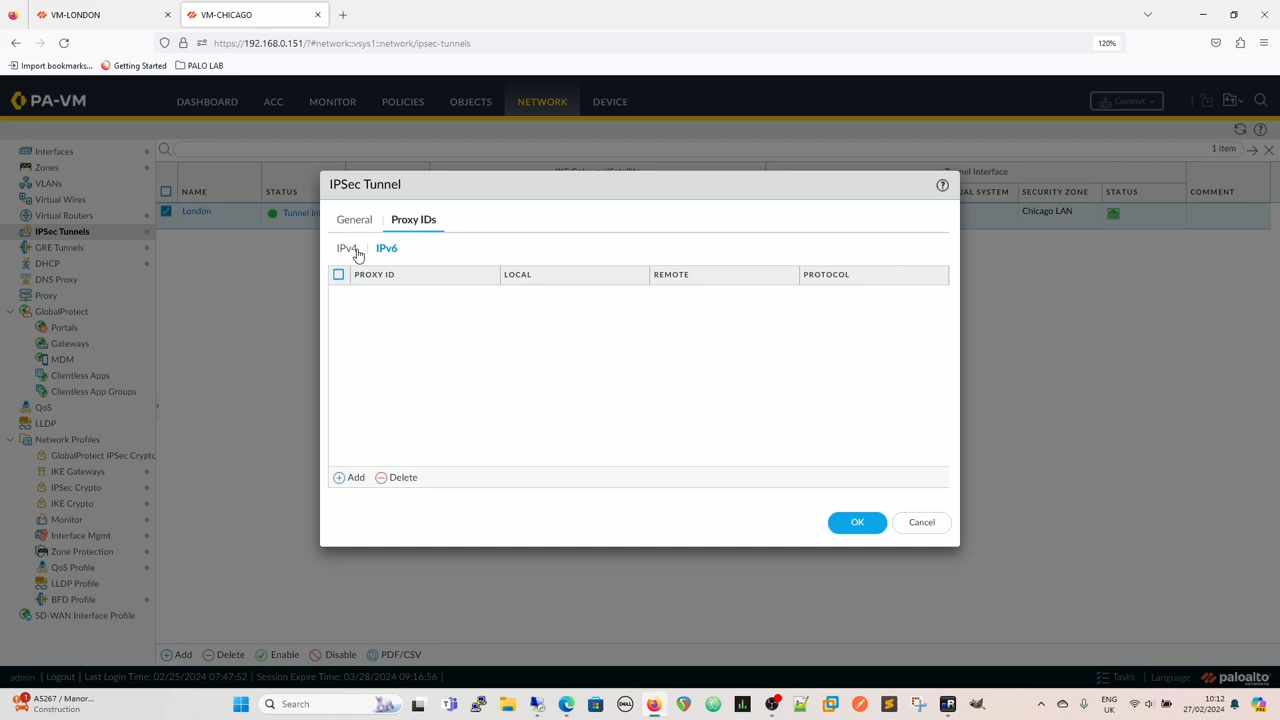 VM-LONDON
VM-CHICAGO
https://192.168.0.151/?#network::vsys1::network/ipsec-tunnels
120%
Import bookmarks...
Getting Started
PALO LAB
PA-VM
DASHBOARD
ACC
MONITOR
POLICIES
OBJECTS
NETWORK
DEVICE
Commit
1 item
Interfaces
Zones
VLANs
Virtual Wires
Virtual Routers
IPSec Tunnels
GRE Tunnels
DHCP
DNS Proxy
Proxy
GlobalProtect
Portals
Gateways
MDM
Clientless Apps
Clientless App Groups
QoS
LLDP
Network Profiles
GlobalProtect IPSec Crypto
IKE Gateways
IPSec Crypto
IKE Crypto
Monitor
Interface Mgmt
Zone Protection
QoS Profile
LLDP Profile
BFD Profile
SD-WAN Interface Profile
Interface
NAME
STATUS
SYSTEM
SECURITY ZONE
STATUS
COMMENT
London
Tunnel
Chicago LAN
IPSec Tunnel
General
Proxy IDs
IPv4
IPv6
PROXY ID
LOCAL
REMOTE
PROTOCOL
Add
Delete
OK
Cancel
Add
Delete
Enable
Disable
PDF/CSV
admin
Logout
Last Login Time: 02/25/2024 07:47:52
Session Expire Time: 03/28/2024 09:16:56
Tasks
Language
paloalto
1
A5267 / Manor...
Construction
Search
ENG
UK
10:12
27/02/2024